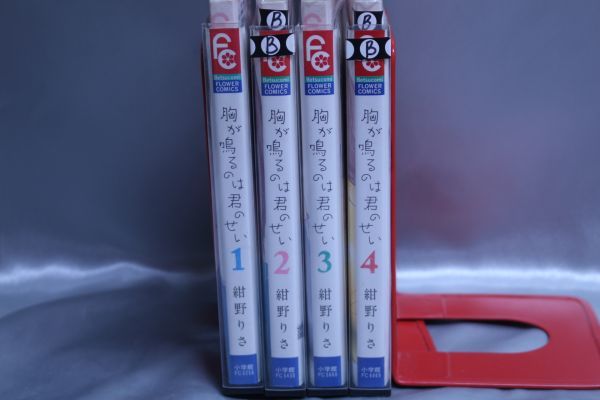 FC
Betsucomi
FLOWER
COMICS
胸が鳴るのは君のせい
1
紺野りさ
小学館
B
B
FC
Betsucomi
FLOWER
COMICS
胸が鳴るのは君のせい
2
紺野りさ
小学館
FC
Betsucomi
FLOWER
COMICS
胸が鳴るのは君のせい
3
紺野りさ
小学館
B
B
FC
Betsucomi
FLOWER
COMICS
胸が鳴るのは君のせい
4
紺野りさ
小学館